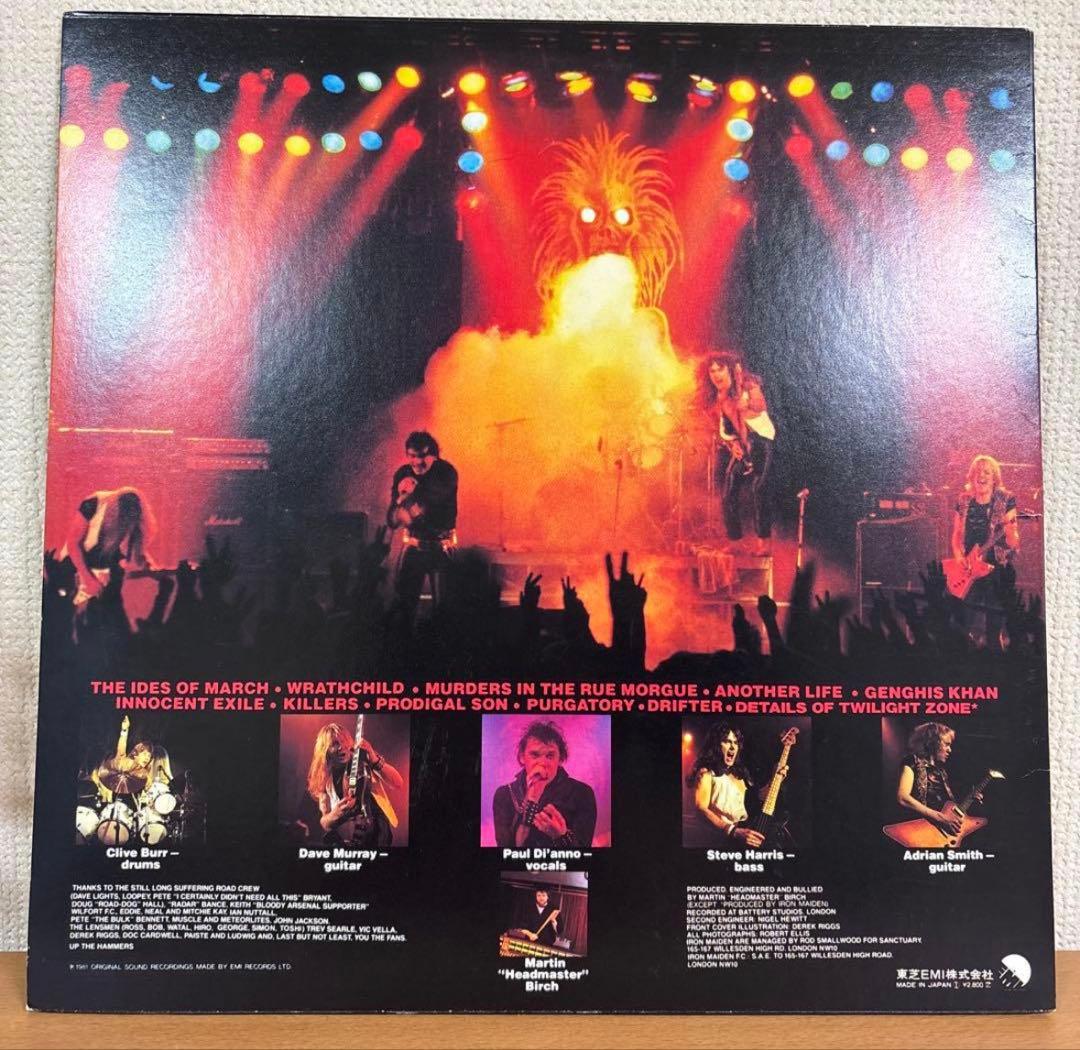 Marshall
THE IDES OF MARCH • WRATHCHILD • MURDERS IN THE RUE MORGUE • ANOTHER LIFE • GENGHIS KHAN
INNOCENT EXILE • KILLERS • PRODIGAL SON • PURGATORY • DRIFTER • DETAILS OF TWILIGHT ZONE*
Clive Burr –
drums
Dave Murray –
guitar
Paul Di'anno –
vocals
Steve Harris –
bass
Adrian Smith –
guitar
Martin
"Headmaster"
Birch
THANKS TO THE STILL LONG SUFFERING ROAD CREW
(DAVE LIGHTS, LOOPEY, PETE "I CERTAINLY DIDN'T NEED ALL THIS" BRYANT,
DOUG "ROAD-DOG" HALL), "RADAR" BANCE, KEITH "BLOODY ARSENAL SUPPORTER"
WILFORT F.C., EDDIE, NEAL AND MITCHIE KAY, IAN NUTTALL,
PETE "THE BULK" BENNETT, MUSCLE AND METEORLITES, JOHN JACKSON,
THE LENSMEN (ROSS, BOB, WATAL, HIRO, GEORGE, SIMON, TOSHI) TREV SEARLE, VIC VELLA,
DEREK RIGGS, DOC CARDWELL, PAISTE AND LUDWIG AND, LAST BUT NOT LEAST, YOU THE FANS.
UP THE HAMMERS
℗ 1981 ORIGINAL SOUND RECORDINGS MADE BY EMI RECORDS LTD.
PRODUCED, ENGINEERED AND BULLIED
BY MARTIN "HEADMASTER" BIRCH
(EXCEPT *PRODUCED BY IRON MAIDEN)
RECORDED AT BATTERY STUDOS, LONDON
SECOND ENGINEER: NIGEL HEWITT
FRONT COVER ILLUSTRATION: DEREK RIGGS
ALL PHOTOGRAPHS: ROBERT ELLIS
IRON MAIDEN ARE MANAGED BY ROD SMALLWOOD FOR SANCTUARY,
165-167 WILLESDEN HIGH RD. LONDON NW10
IRON MAIDEN F.C.: S.A.E. TO 165-167 WILLESDEN HIGH ROAD,
LONDON NW10
東芝EMI株式会社
MADE IN JAPAN Ⓘ ¥2,800